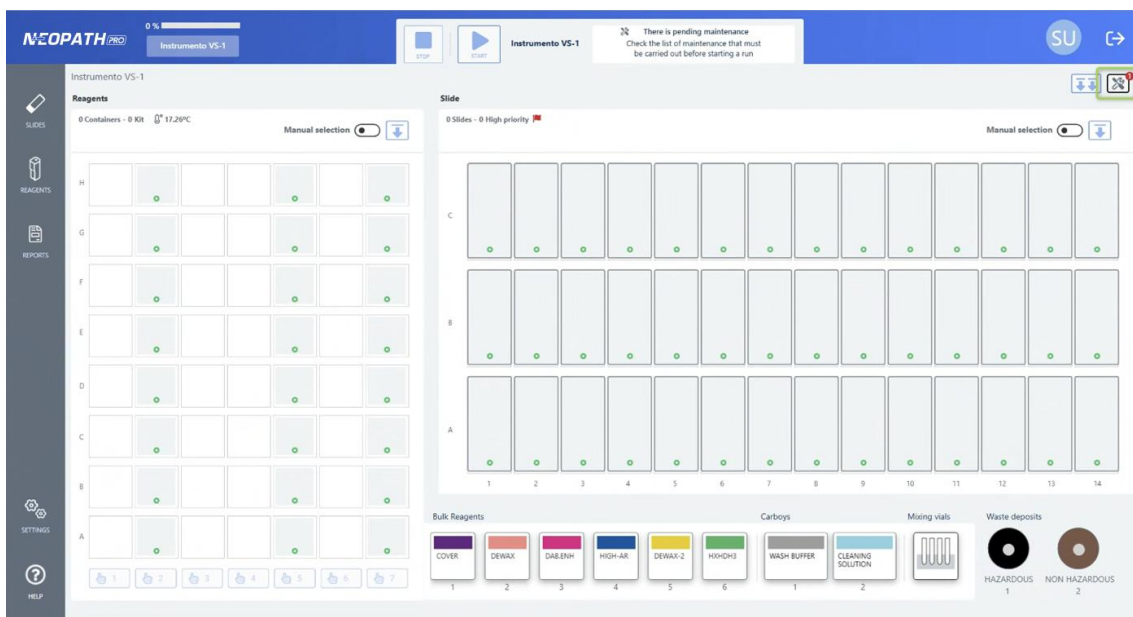 NEOPATH PRO
0 %
Instrumento VS-1
STOP
START
Instrumento VS-1
There is pending maintenance
Check the list of maintenance that must
be carried out before starting a run
SU
SLIDES
REAGENTS
REPORTS
SETTINGS
HELP
Instrumento VS-1
1
Reagents
0 Containers - 0 Kit 17.26°C
Manual selection
H
G
F
E
D
C
B
A
1 2 3 4 5 6 7
Slide
0 Slides - 0 High priority
Manual selection
C
B
A
1 2 3 4 5 6 7 8 9 10 11 12 13 14
Bulk Reagents
COVER DEWAX DAB.ENH HIGH-AR DEWAX-2 HXHDH3
1 2 3 4 5 6
Carboys
WASH BUFFER CLEANING
SOLUTION
1 2
Mixing vials
Waste deposits
HAZARDOUS NON HAZARDOUS
1 2